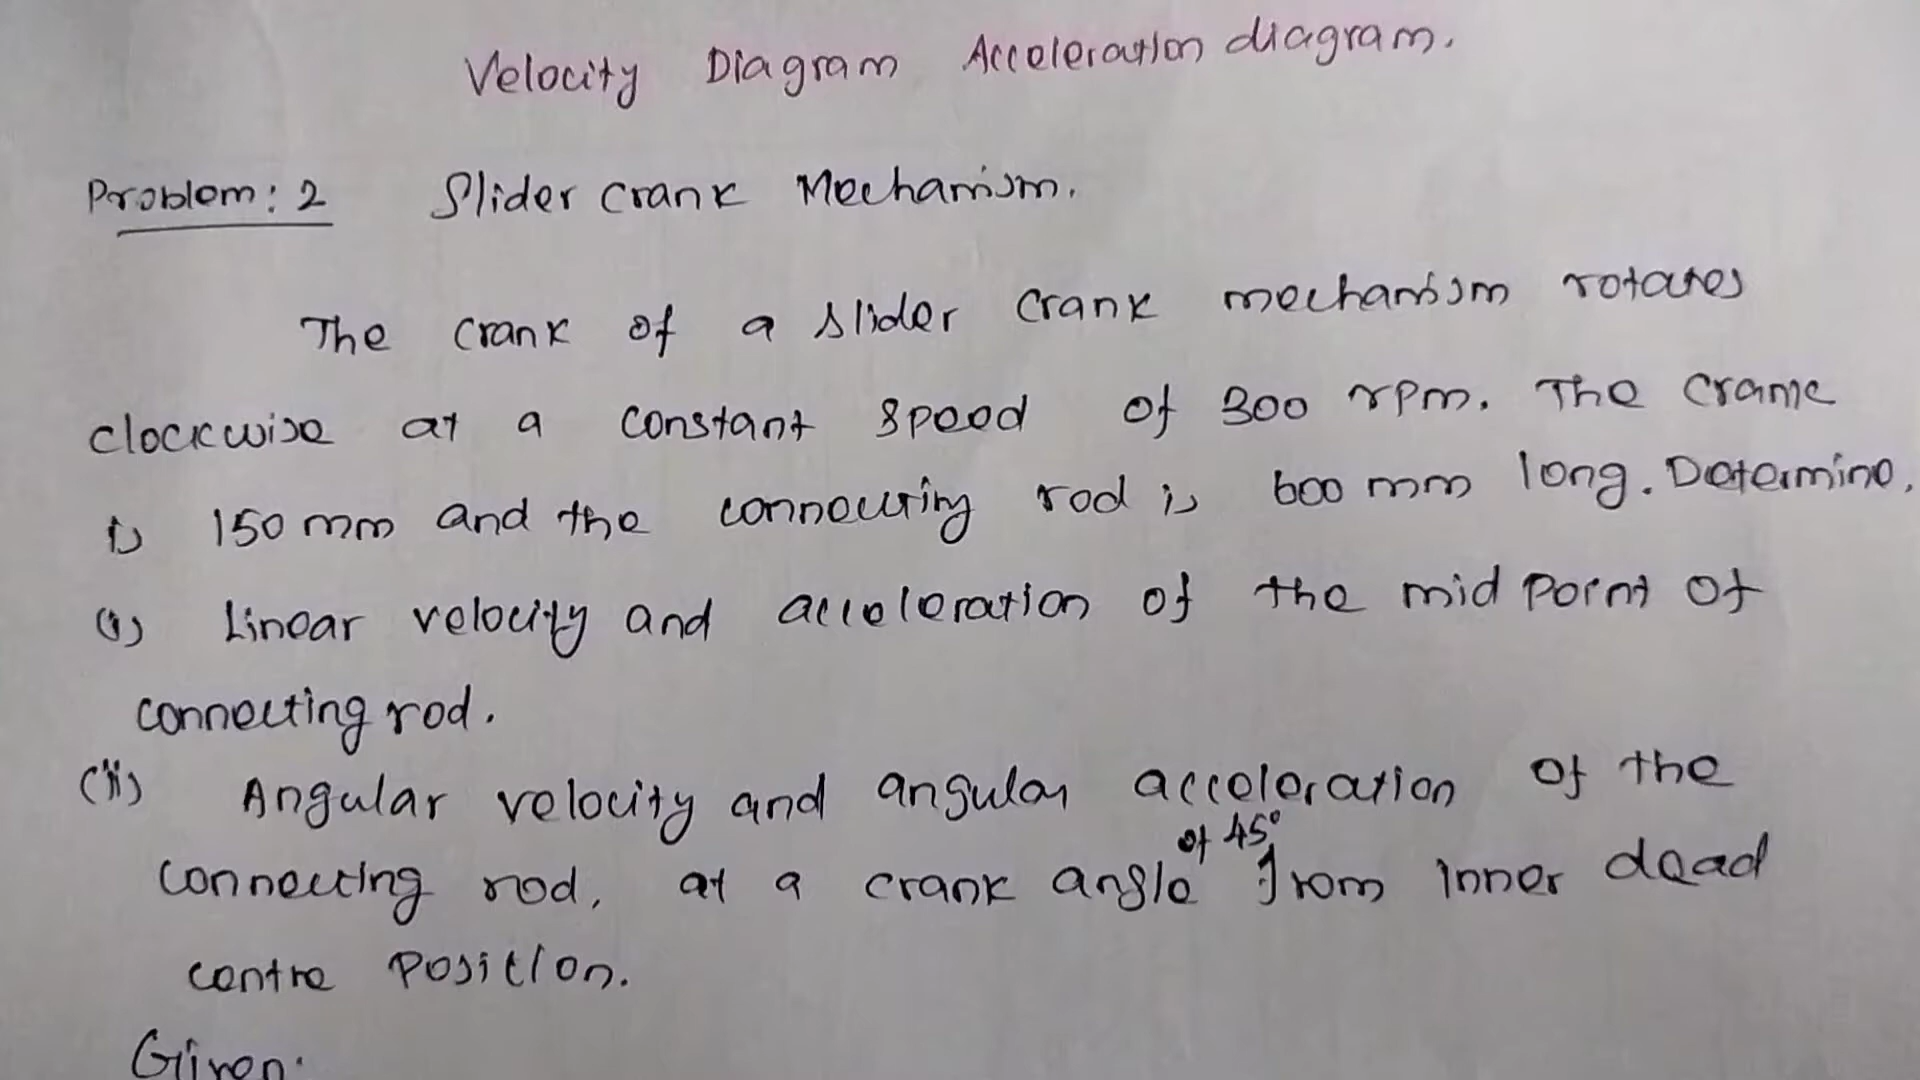 Velocity Diagram Acceleration diagram.
Problem: 2 Slider crank Mechanism.
The crank of a slider crank mechanism rotates
clockwise at a constant speed of 300 rpm. The crank
is 150 mm and the connecting rod is 600 mm long. Determine,
(i) Linear velocity and acceleration of the mid point of
connecting rod.
(ii) Angular velocity and angular acceleration of the
of 45°
connecting rod, at a crank angle from inner dead
centre position.
Given: